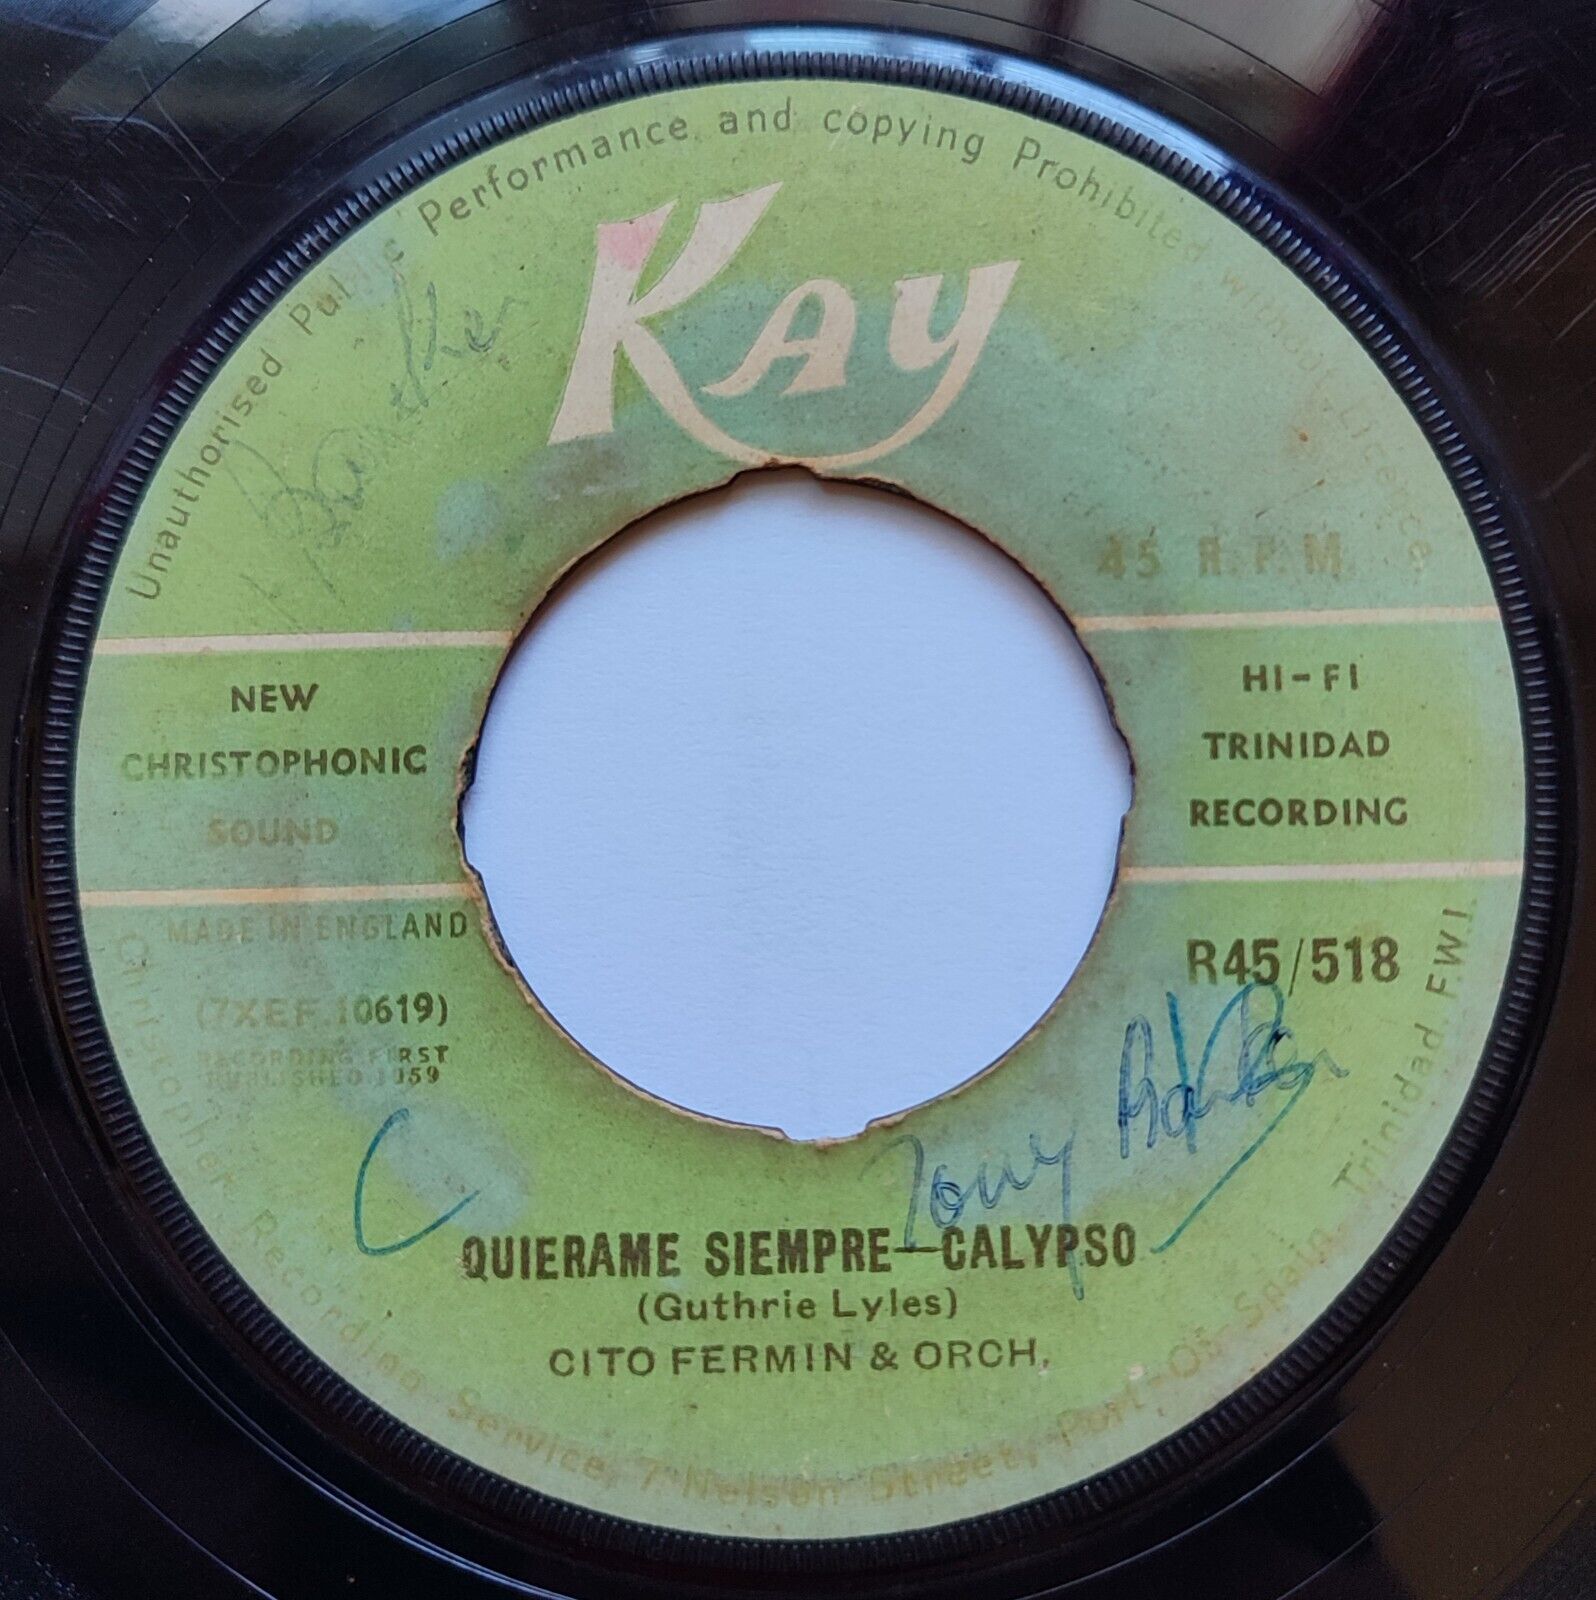 Unauthorised Public Performance and copying Prohibited without Licence
KAY
45 R.P.M.
NEW
CHRISTOPHONIC
SOUND
HI-FI
TRINIDAD
RECORDING
MADE IN ENGLAND
(7XEF.10619)
RECORDING FIRST
PUBLISHED 1959
R45/518
Tony
QUIERAME SIEMPRE—CALYPSO
(Guthrie Lyles)
CITO FERMIN & ORCH.
Christopher Recording Service, 7 Nelson Street, Port-Of-Spain, Trinidad F.W.I.